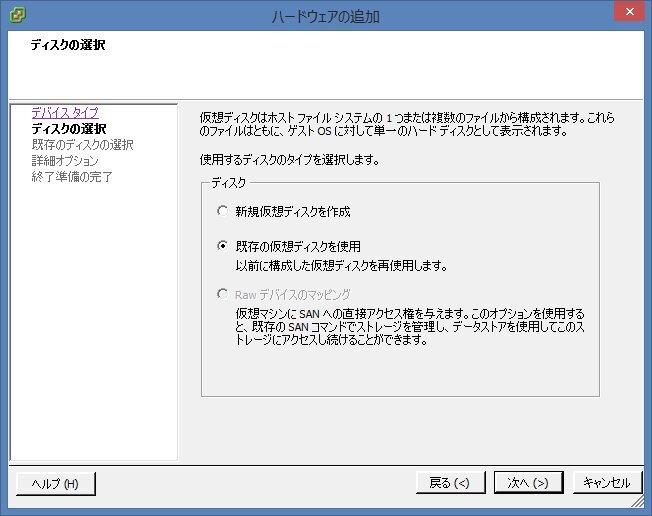 ハードウェアの追加
ディスクの選択
デバイス タイプ
ディスクの選択
既存のディスクの選択
詳細オプション
終了準備の完了
仮想ディスクはホスト ファイル システムの 1 つまたは複数のファイルから構成されます。これら
のファイルはともに、ゲスト OS に対して単一のハード ディスクとして表示されます。
使用するディスクのタイプを選択します。
ディスク
新規仮想ディスクを作成
既存の仮想ディスクを使用
以前に構成した仮想ディスクを再使用します。
Raw デバイスのマッピング
仮想マシンに SAN への直接アクセス権を与えます。このオプションを使用する
と、既存の SAN コマンドでストレージを管理し、データストアを使用してこのス
トレージにアクセスし続けることができます。
ヘルプ (H)
戻る (<)
次へ (>)
キャンセル